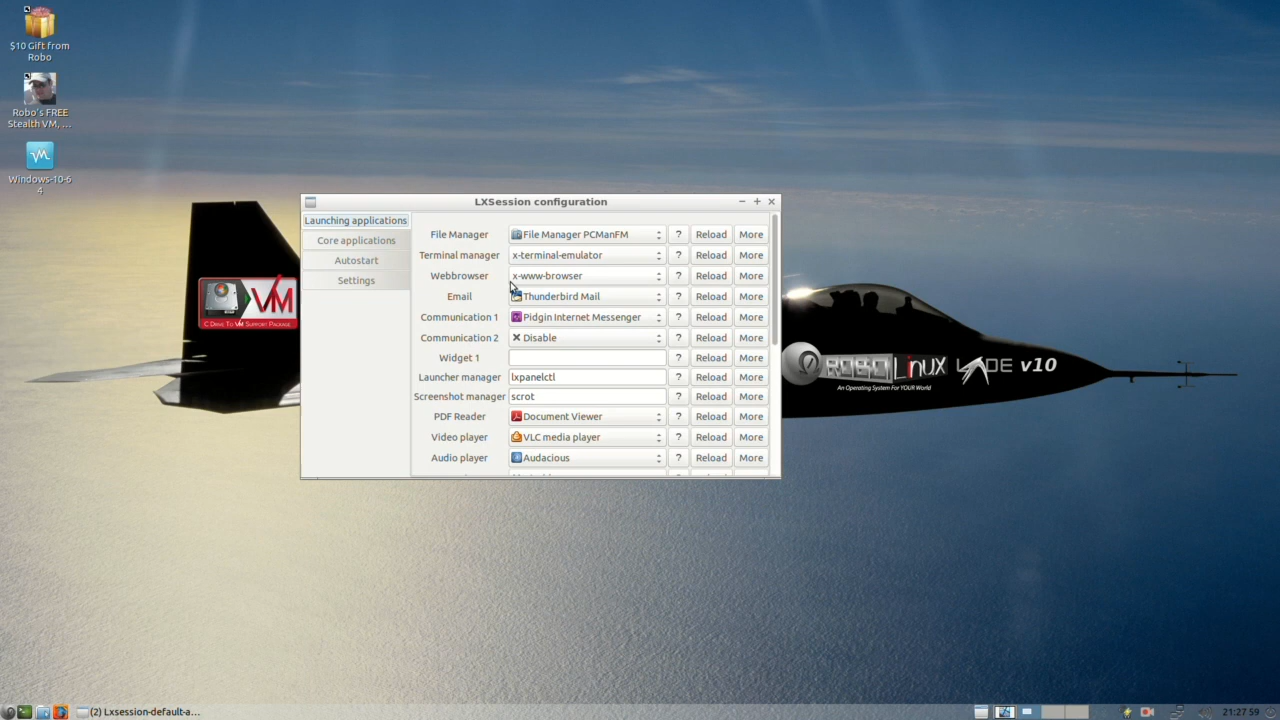 $10 Gift from
Robo
Robo's FREE
Stealth VM, ...
Windows-10-6
4
LXSession configuration
Launching applications
Core applications
Autostart
Settings
File Manager File Manager PCManFM ? Reload More
Terminal manager x-terminal-emulator ? Reload More
Webbrowser x-www-browser ? Reload More
Email Thunderbird Mail ? Reload More
Communication 1 Pidgin Internet Messenger ? Reload More
Communication 2 Disable ? Reload More
Widget 1 ? Reload More
Launcher manager lxpanelctl ? Reload More
Screenshot manager scrot ? Reload More
PDF Reader Document Viewer ? Reload More
Video player VLC media player ? Reload More
Audio player Audacious ? Reload More
VM
C DRIVE TO VM SUPPORT PACKAGE
ROBOLinux v10
An Operating System For YOUR World
(2) Lxsession-default-a...
21:27 59